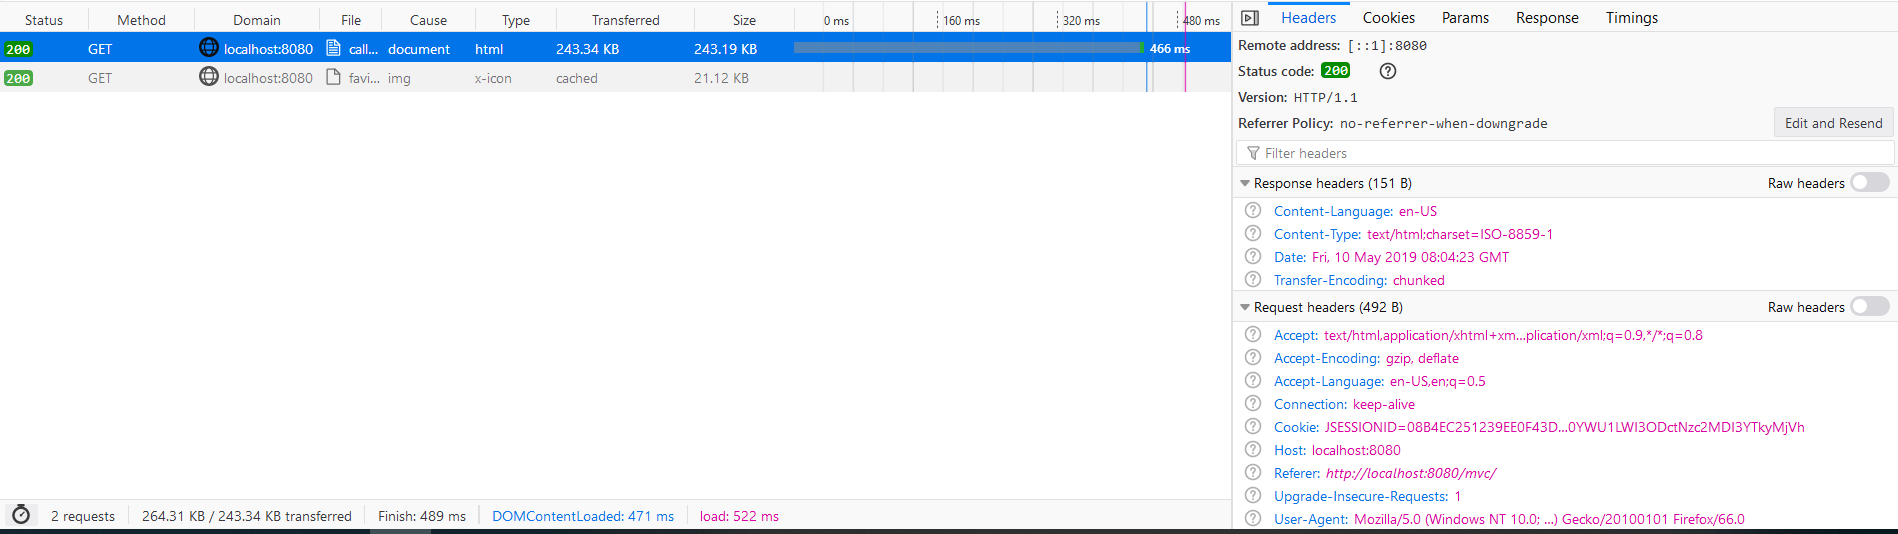 Status Method Domain File Cause Type Transferred Size 0 ms 160 ms 320 ms 480 ms
200 GET localhost:8080 call... document html 243.34 KB 243.19 KB 466 ms
200 GET localhost:8080 favi... img x-icon cached 21.12 KB
2 requests 264.31 KB / 243.34 KB transferred Finish: 489 ms DOMContentLoaded: 471 ms load: 522 ms
Headers Cookies Params Response Timings
Remote address: [::1]:8080
Status code: 200
Version: HTTP/1.1
Referrer Policy: no-referrer-when-downgrade Edit and Resend
Filter headers
Response headers (151 B) Raw headers
Content-Language: en-US
Content-Type: text/html;charset=ISO-8859-1
Date: Fri, 10 May 2019 08:04:23 GMT
Transfer-Encoding: chunked
Request headers (492 B) Raw headers
Accept: text/html,application/xhtml+xm...plication/xml;q=0.9,*/*;q=0.8
Accept-Encoding: gzip, deflate
Accept-Language: en-US,en;q=0.5
Connection: keep-alive
Cookie: JSESSIONID=08B4EC251239EE0F43D...0YWU1LWI3ODctNzc2MDI3YTkyMjVh
Host: localhost:8080
Referer: http://localhost:8080/mvc/
Upgrade-Insecure-Requests: 1
User-Agent: Mozilla/5.0 (Windows NT 10.0; ...) Gecko/20100101 Firefox/66.0